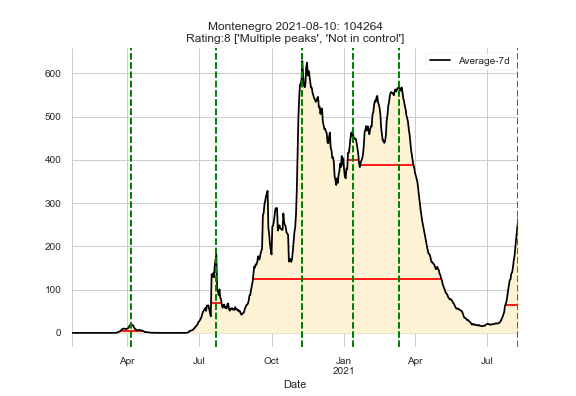 Montenegro 2021-08-10: 104264
Rating:8 ['Multiple peaks', 'Not in control']
Average-7d
600
500
400
300
200
100
0
Apr Jul Oct Jan Apr Jul
2021
Date